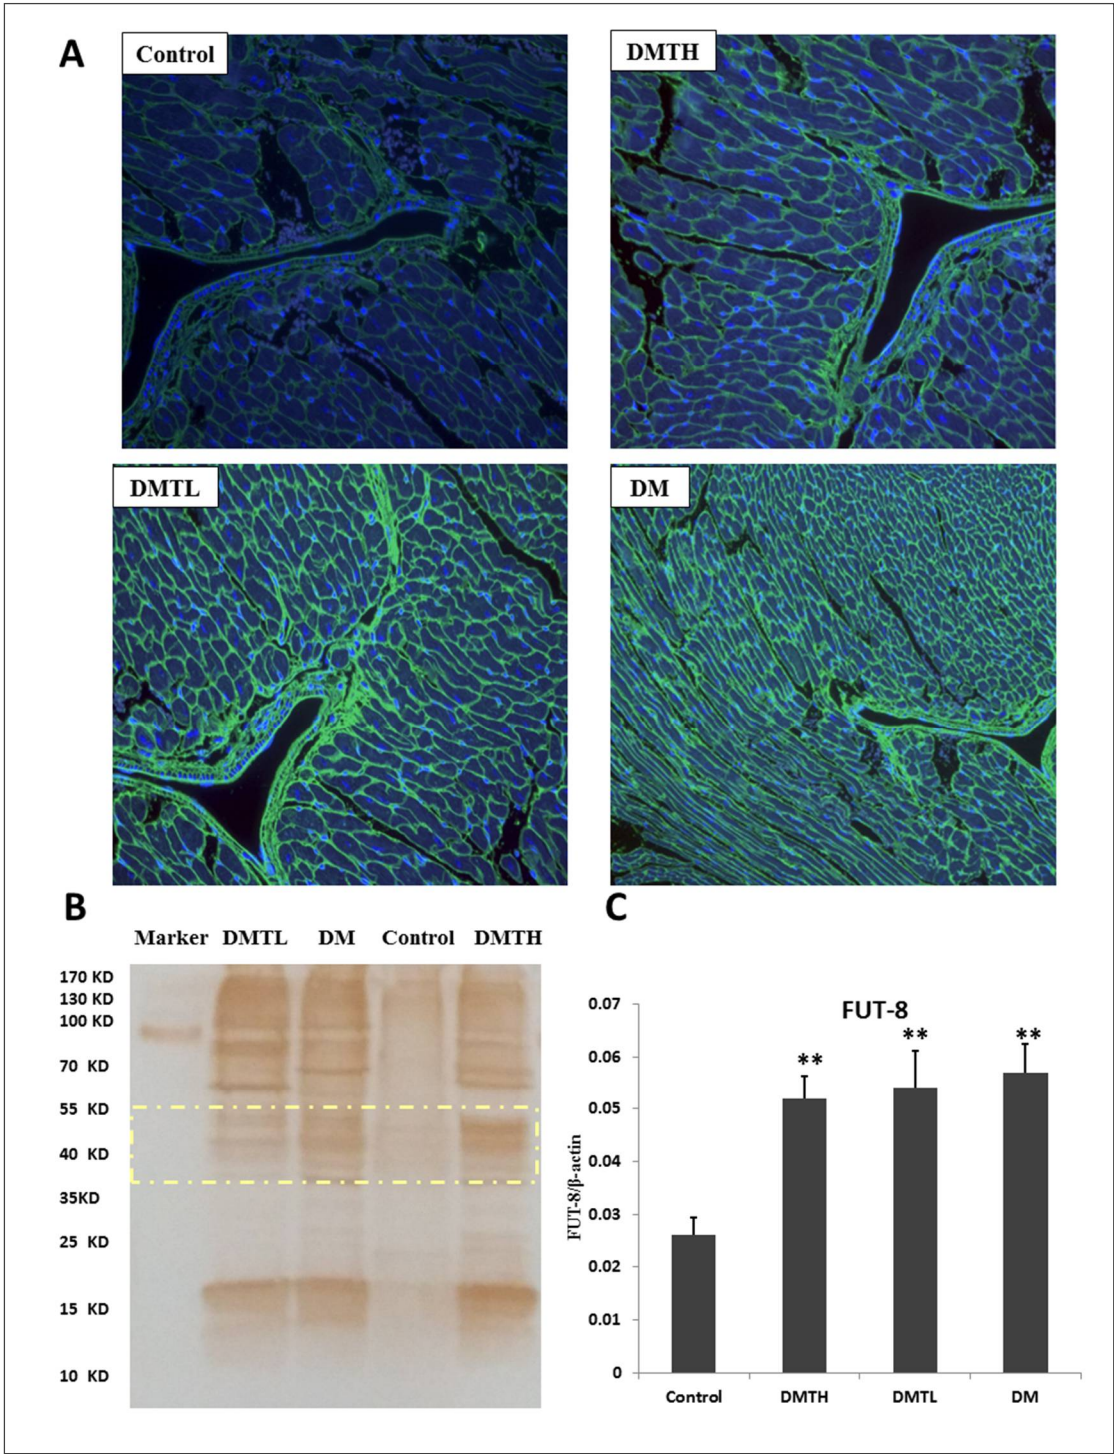 A
Control
DMTH
DMTL
DM
B
Marker DMTL DM Control DMTH
170 KD
130 KD
100 KD
70 KD
55 KD
40 KD
35KD
25 KD
15 KD
10 KD
C
FUT-8
FUT-8/β-actin
0.07
0.06
0.05
0.04
0.03
0.02
0.01
0
** ** **
Control DMTH DMTL DM